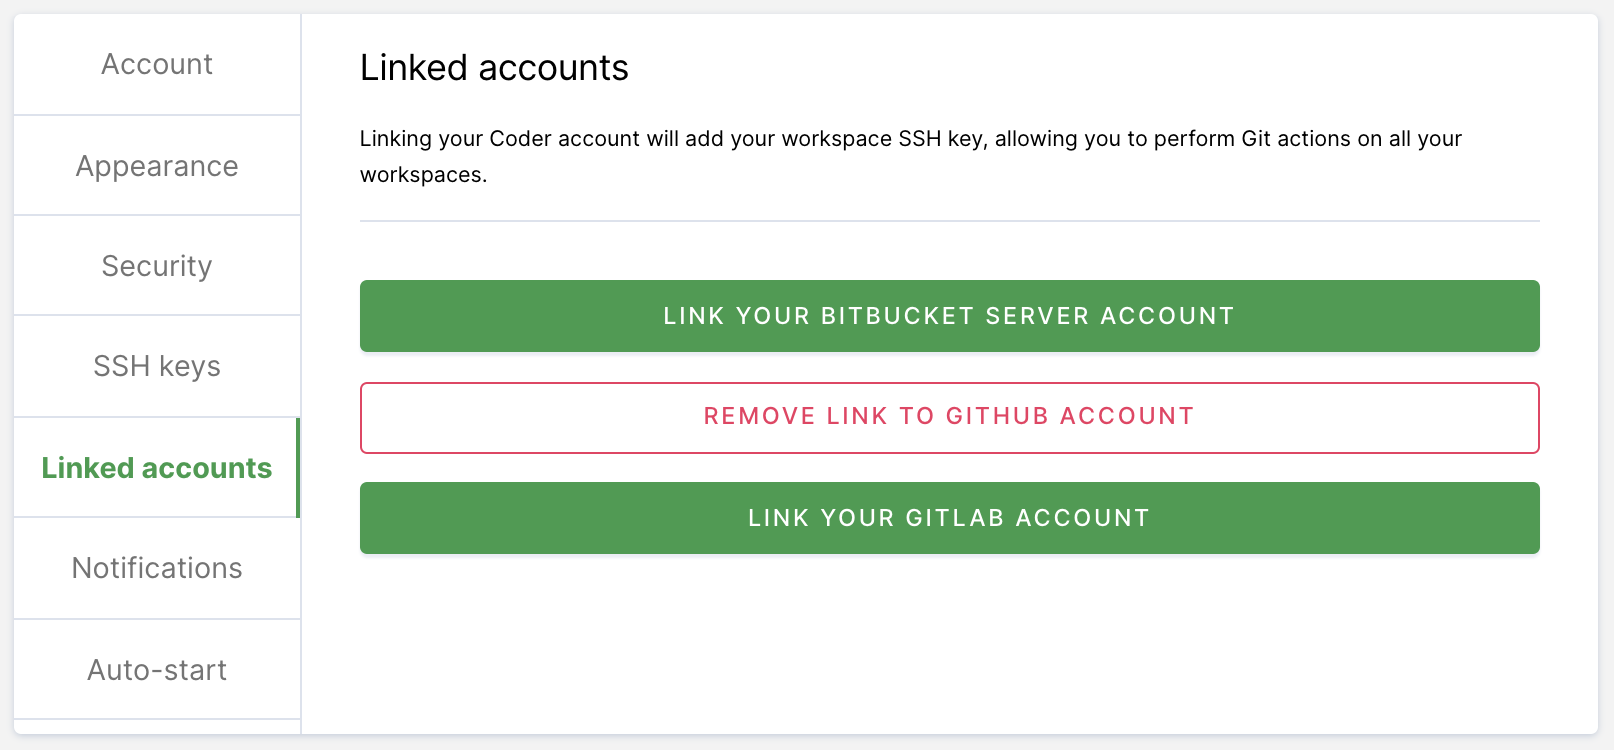 Account
Appearance
Security
SSH keys
Linked accounts
Notifications
Auto-start
Linked accounts
Linking your Coder account will add your workspace SSH key, allowing you to perform Git actions on all your
workspaces.
LINK YOUR BITBUCKET SERVER ACCOUNT
REMOVE LINK TO GITHUB ACCOUNT
LINK YOUR GITLAB ACCOUNT